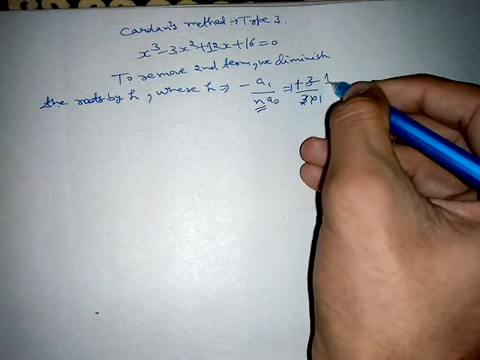 Cardan's method → Type 3.
x³ - 3x² + 12x + 16 = 0
To remove 2nd term, we diminish
the roots by h, where h ⇒ - a₁/na₀ ⇒ +3/3×1 1